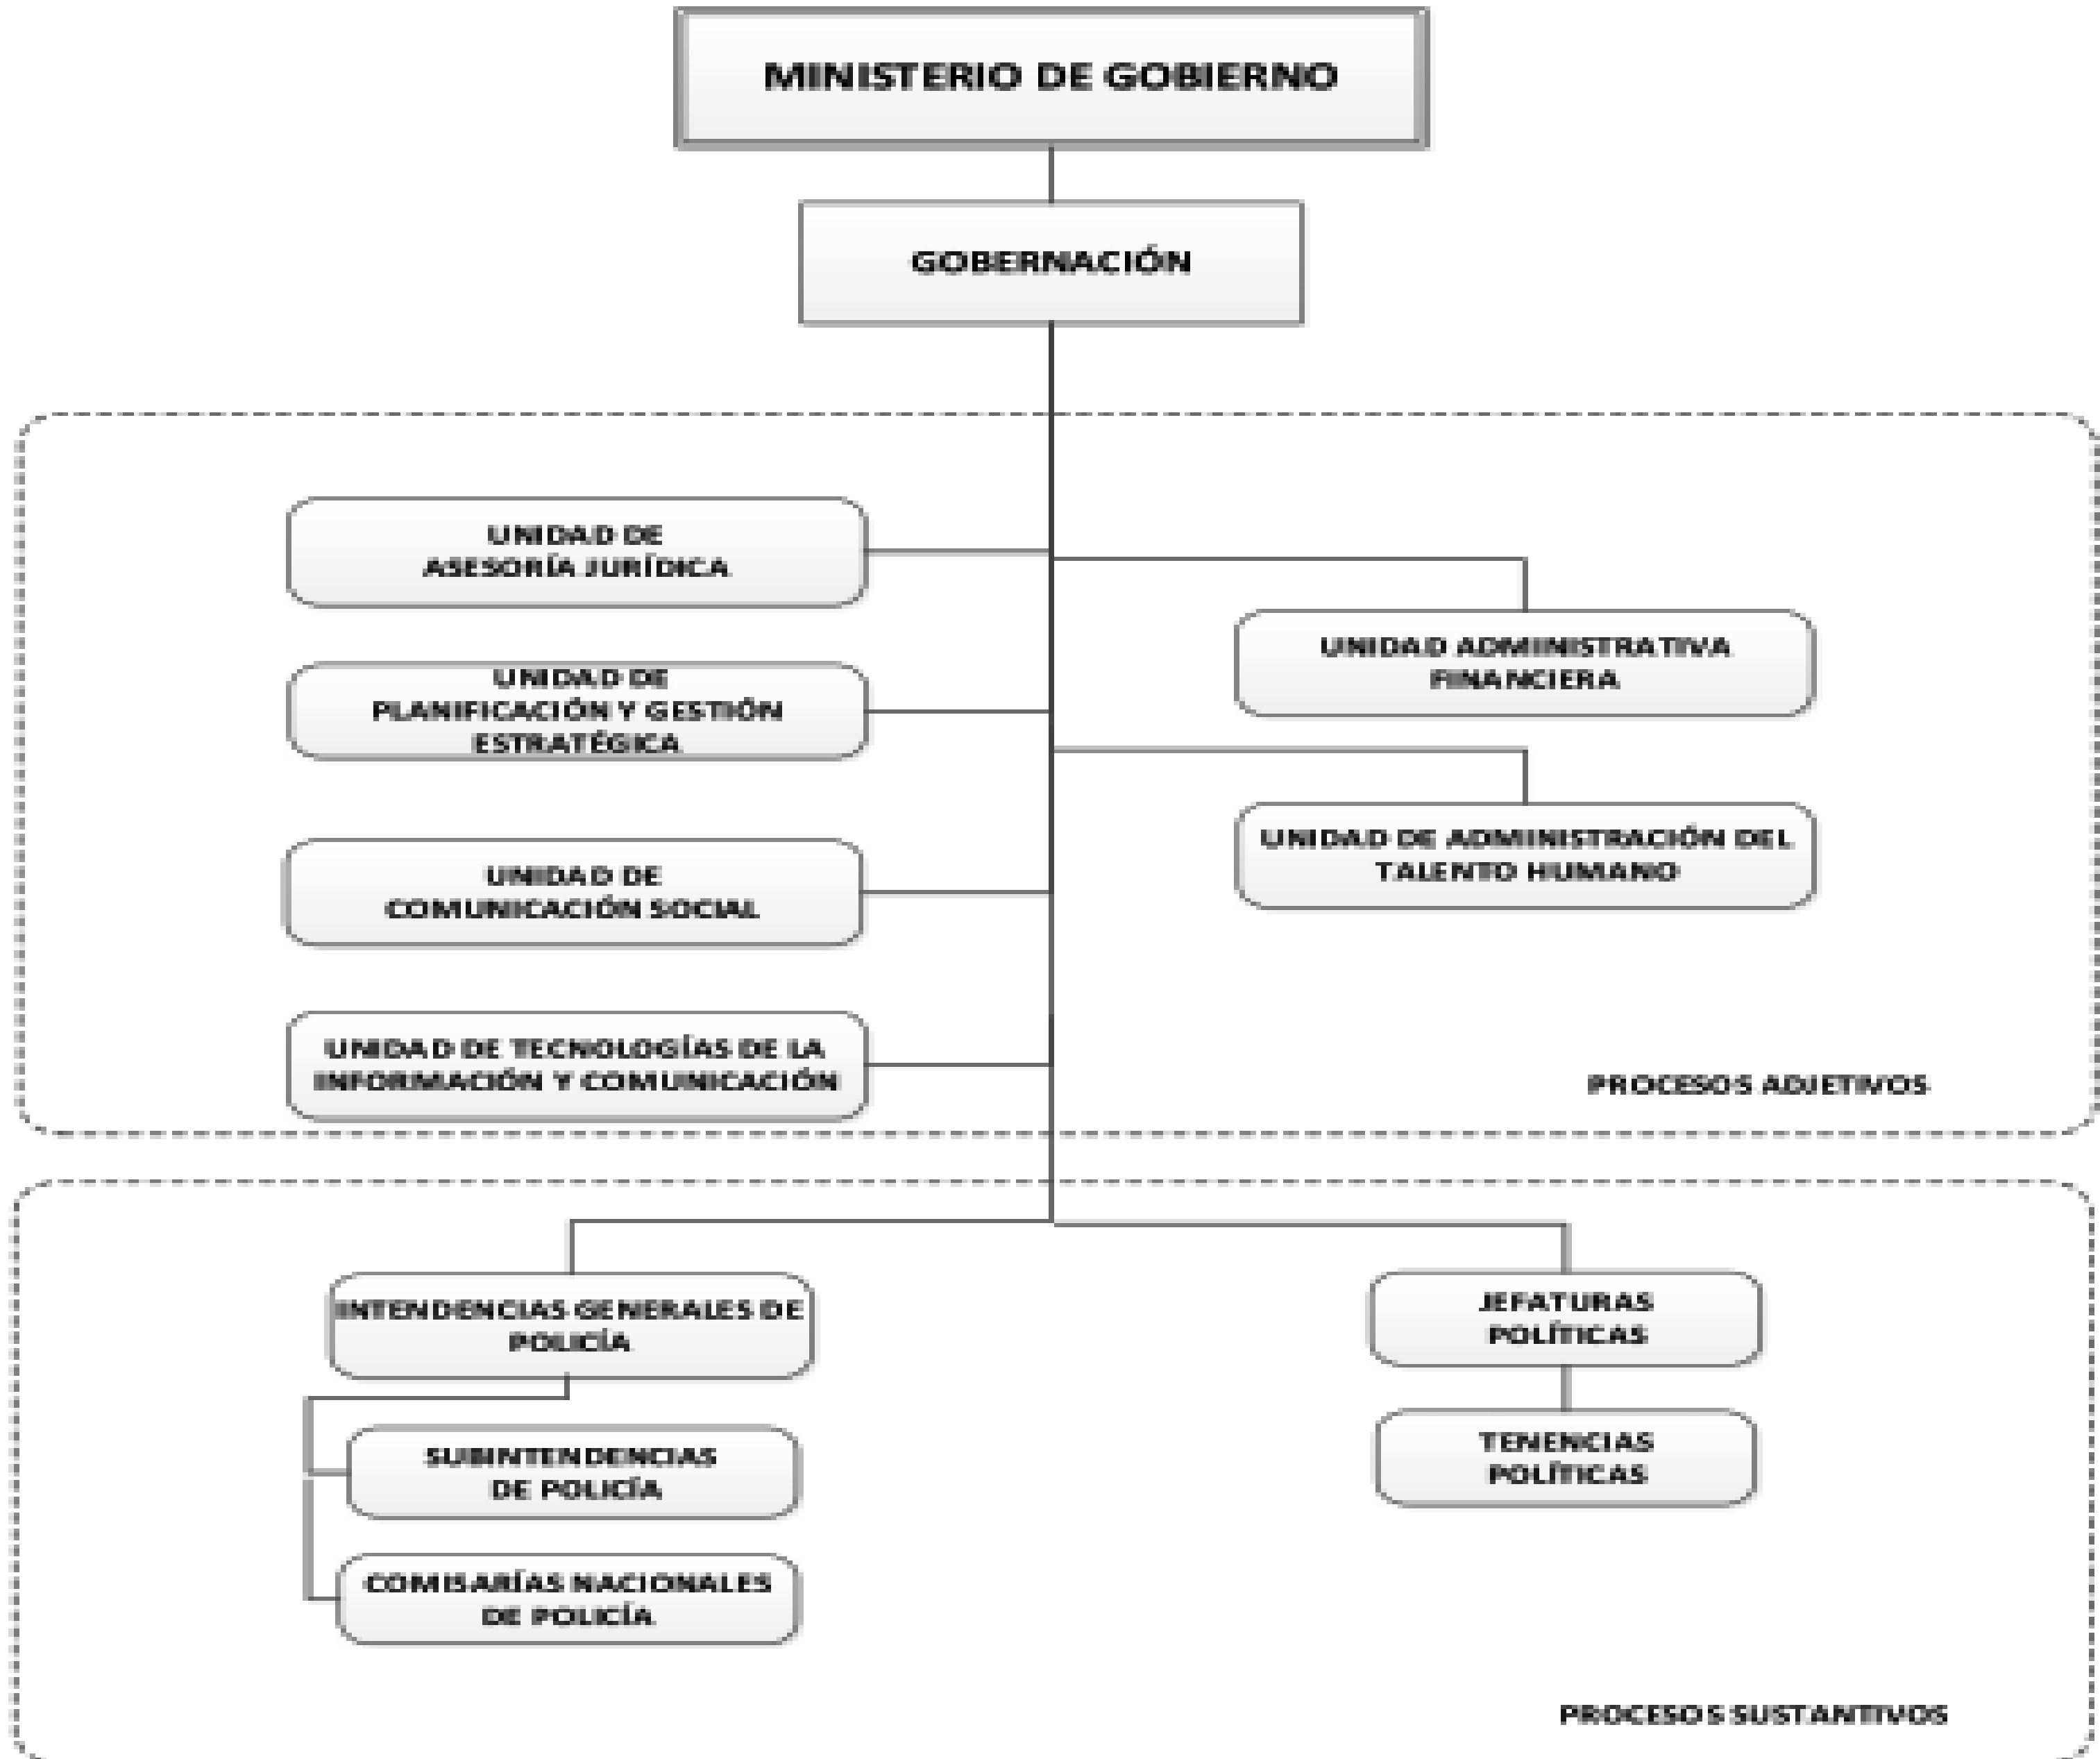 MINISTERIO DE GOBIERNO
GOBERNACIÓN
UNIDAD DE
ASESORÍA JURÍDICA
UNIDAD ADMINISTRATIVA
FINANCIERA
UNIDAD DE
PLANIFICACIÓN Y GESTIÓN
ESTRATÉGICA
UNIDAD DE ADMINISTRACIÓN DEL
TALENTO HUMANO
UNIDAD DE
COMUNICACIÓN SOCIAL
UNIDAD DE TECNOLOGÍAS DE LA
INFORMACIÓN Y COMUNICACIÓN
PROCESOS ADJETIVOS
INTENDENCIAS GENERALES DE
POLICÍA
JEFATURAS
POLÍTICAS
SUBINTENDENCIAS
DE POLICÍA
TENENCIAS
POLÍTICAS
COMISARÍAS NACIONALES
DE POLICÍA
PROCESOS SUSTANTIVOS